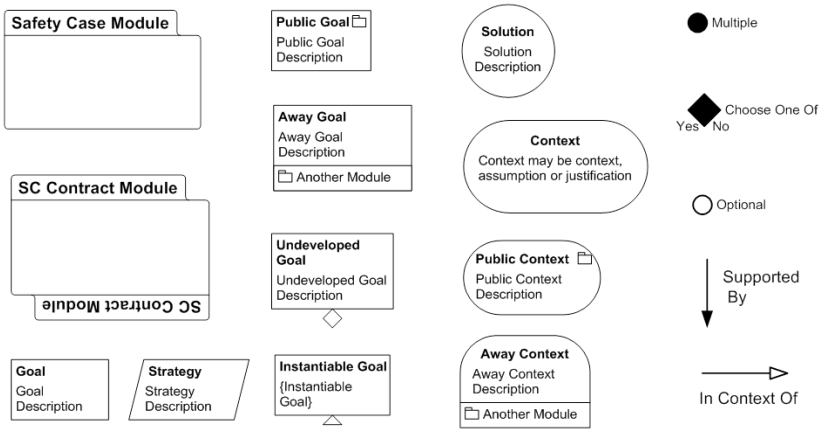 Safety Case Module
SC Contract Module
SC Contract Module
Goal
Goal
Description
Strategy
Strategy
Description
Public Goal
Public Goal
Description
Away Goal
Away Goal
Description
Another Module
Undeveloped
Goal
Undeveloped Goal
Description
Instantiable Goal
{Instantiable
Goal}
Solution
Solution
Description
Context
Context may be context,
assumption or justification
Public Context
Public Context
Description
Away Context
Away Context
Description
Another Module
Multiple
Choose One Of
Yes No
Optional
Supported
By
In Context Of